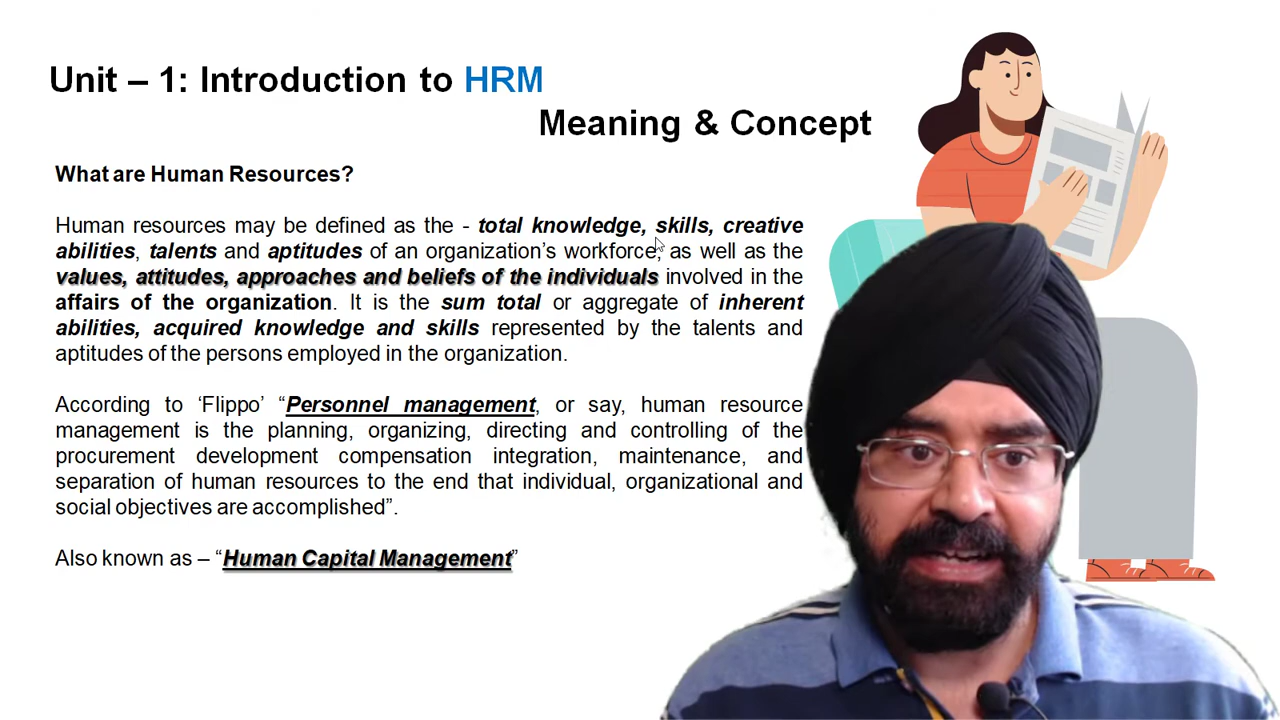 Unit – 1: Introduction to HRM
Meaning & Concept
What are Human Resources?
Human resources may be defined as the - total knowledge, skills, creative
abilities, talents and aptitudes of an organization’s workforce, as well as the
values, attitudes, approaches and beliefs of the individuals involved in the
affairs of the organization. It is the sum total or aggregate of inherent
abilities, acquired knowledge and skills represented by the talents and
aptitudes of the persons employed in the organization.
According to ‘Flippo’ “Personnel management, or say, human resource
management is the planning, organizing, directing and controlling of the
procurement development compensation integration, maintenance, and
separation of human resources to the end that individual, organizational and
social objectives are accomplished”.
Also known as – “Human Capital Management”